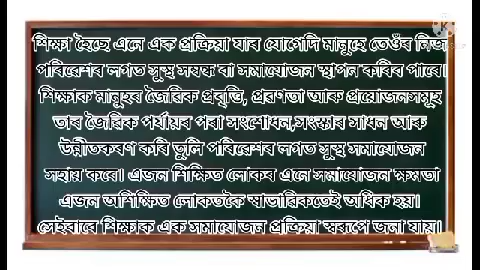 শিক্ষা হৈছে এনে এক প্ৰক্ৰিয়া যাৰ যোগেদি মানুহে তেওঁৰ নিজ
পৰিৱেশৰ লগত সুস্থ সম্বন্ধ বা সমাযোজন স্থাপন কৰিব পাৰে।
শিক্ষাক মানুহৰ জৈৱিক প্ৰবৃত্তি, প্ৰৱণতা আৰু প্ৰয়োজনসমূহ
তাৰ জৈৱিক পৰ্যায়ৰ পৰা সংশোধন,সংস্কাৰ সাধন আৰু
উন্নীতকৰণ কৰি তুলি পৰিৱেশৰ লগত সুস্থ সমাযোজন
সহায় কৰে। এজন শিক্ষিত লোকৰ এনে সমাযোজন ক্ষমতা
এজন অশিক্ষিত লোকতকৈ স্বাভাৱিকতেই অধিক হয়।
সেইবাবে শিক্ষাক এক সমাযোজন প্ৰক্ৰিয়া স্বৰূপে জনা যায়।